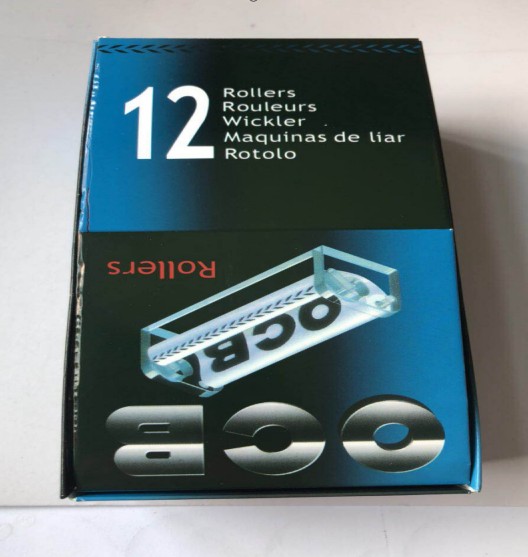 12
Rollers
Rouleurs
Wickler
Maquinas de liar
Rotolo
Rollers
OCB
OCB